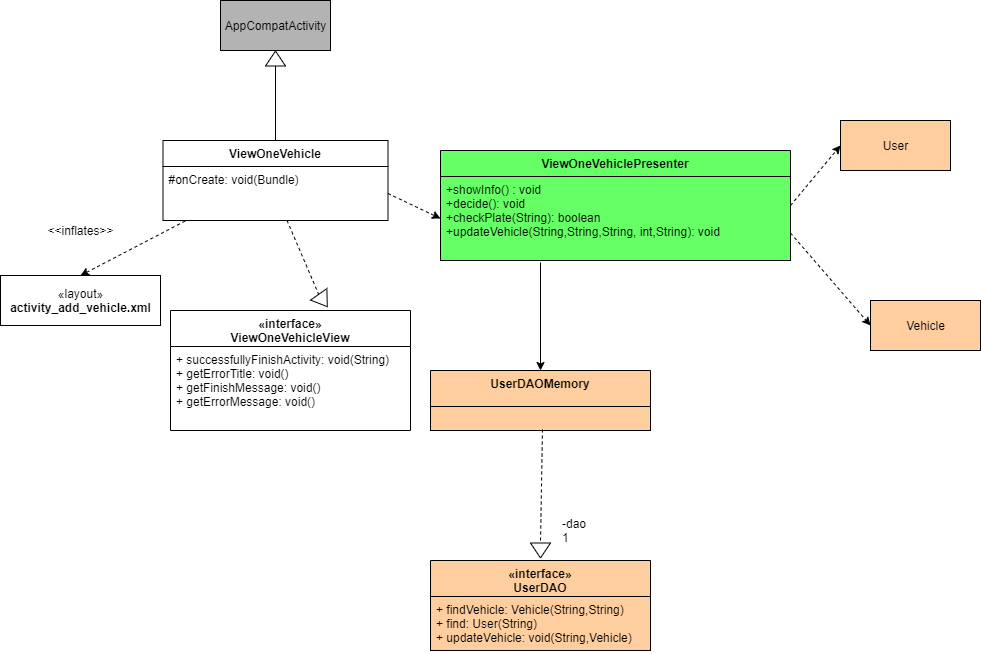 AppCompatActivity
ViewOneVehicle
#onCreate: void(Bundle)
ViewOneVehiclePresenter
+showInfo() : void
+decide(): void
+checkPlate(String): boolean
+updateVehicle(String,String,String, int,String): void
User
<<inflates>>
«layout»
activity_add_vehicle.xml
«interface»
ViewOneVehicleView
+ successfullyFinishActivity: void(String)
+ getErrorTitle: void()
+ getFinishMessage: void()
+ getErrorMessage: void()
Vehicle
UserDAOMemory
-dao
1
«interface»
UserDAO
+ findVehicle: Vehicle(String,String)
+ find: User(String)
+ updateVehicle: void(String,Vehicle)